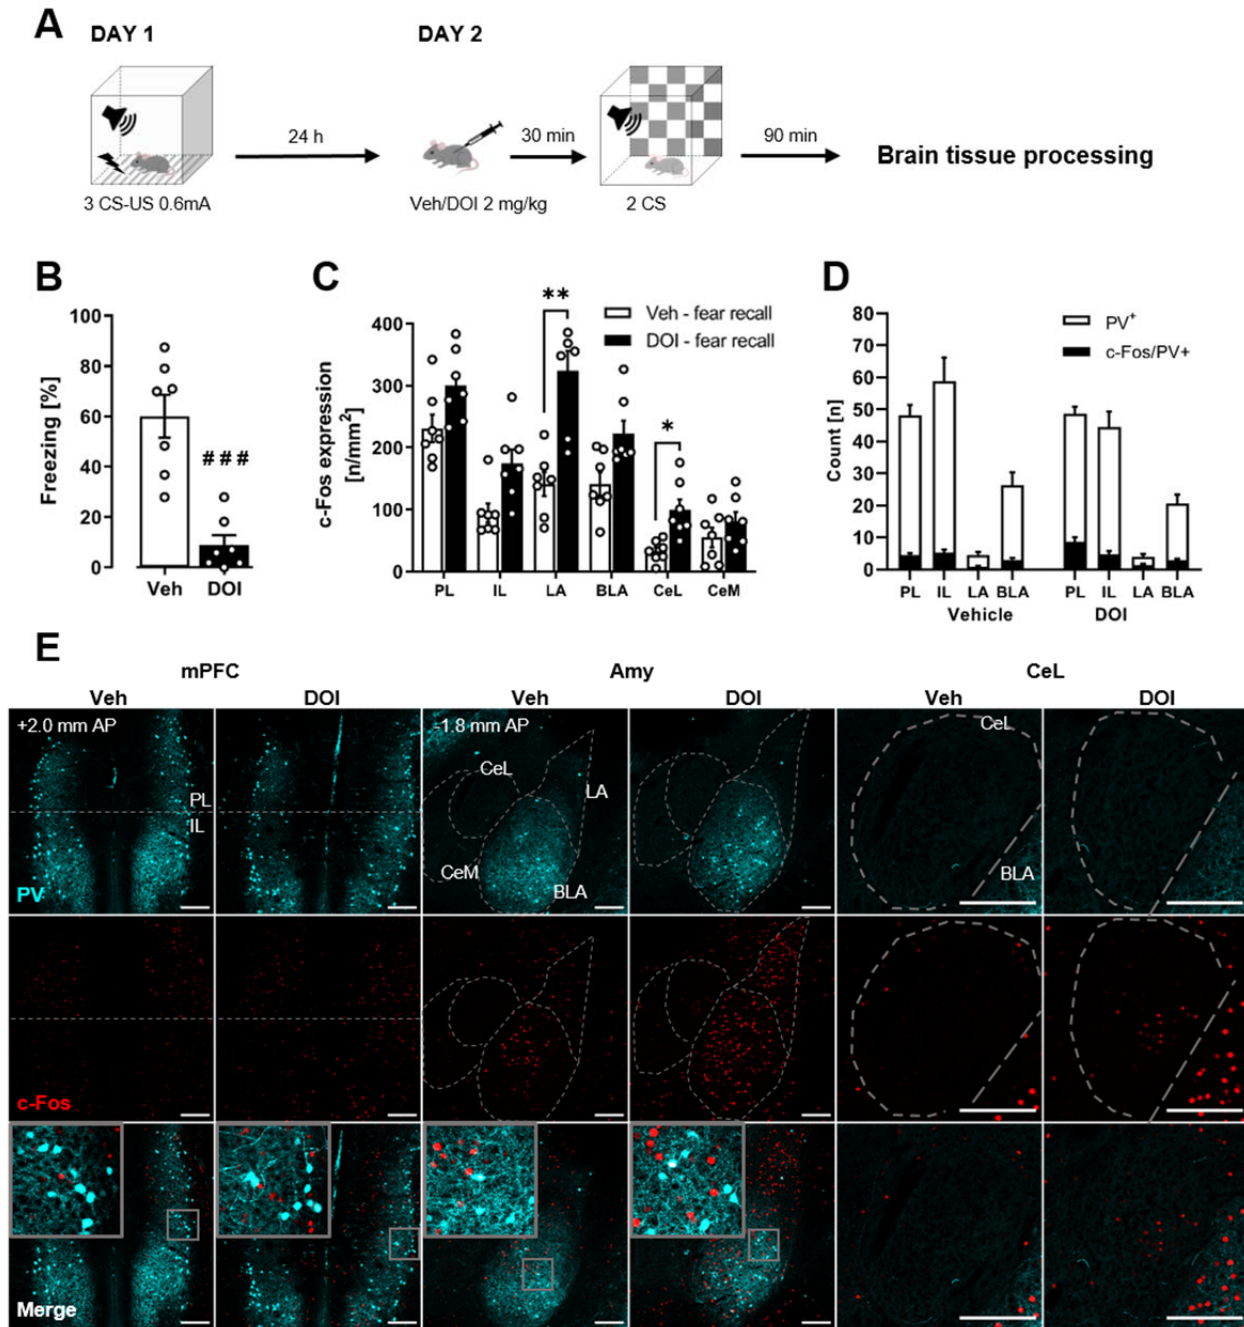 A
DAY 1
DAY 2
24 h
30 min
90 min
Brain tissue processing
3 CS-US 0.6mA
Veh/DOI 2 mg/kg
2 CS
B
Freezing [%]
100
80
60
40
20
0
###
Veh
DOI
C
c-Fos expression
[n/mm²]
400
300
200
100
0
**
*
Veh - fear recall
DOI - fear recall
PL
IL
LA
BLA
CeL
CeM
D
Count [n]
80
70
60
50
40
30
20
10
0
PV⁺
c-Fos/PV+
PL
IL
LA
BLA
PL
IL
LA
BLA
Vehicle
DOI
E
mPFC
Amy
CeL
Veh
DOI
Veh
DOI
Veh
DOI
+2.0 mm AP
PL
IL
PV
-1.8 mm AP
CeL
LA
CeM
BLA
CeL
BLA
c-Fos
Merge